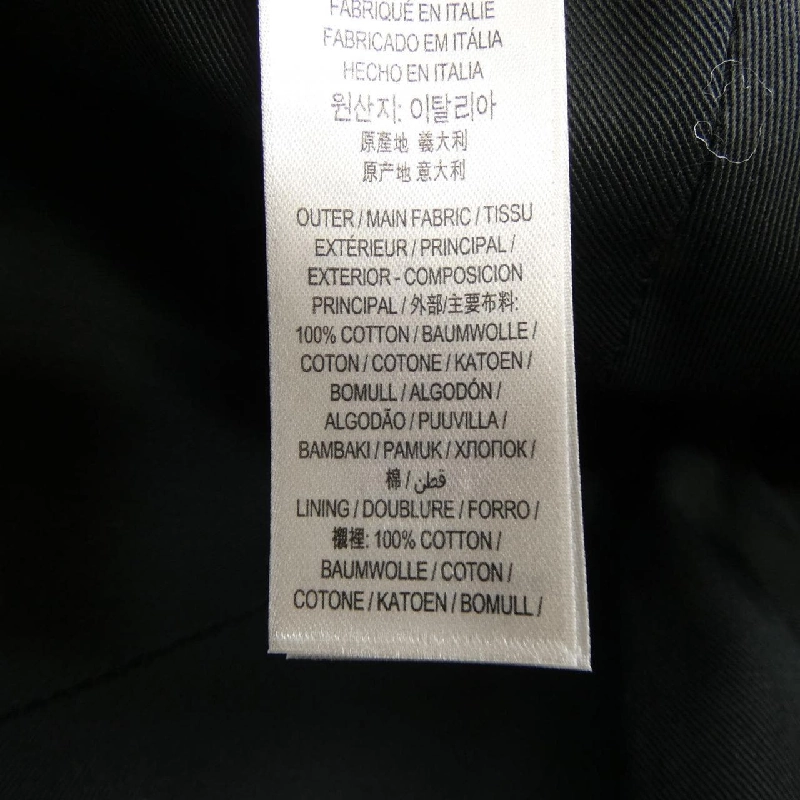 FABRIQUÉ EN ITALIE
FABRICADO EM ITÁLIA
HECHO EN ITALIA
원산지: 이탈리아
原產地 義大利
原产地 意大利
OUTER / MAIN FABRIC / TISSU
EXTÉRIEUR / PRINCIPAL /
EXTERIOR - COMPOSICION
PRINCIPAL / 外部/主要布料:
100% COTTON / BAUMWOLLE /
COTON / COTONE / KATOEN /
BOMULL / ALGODÓN /
ALGODÃO / PUUVILLA /
BAMBAKI / PAMUK / ХЛОПОК /
棉 / قطن
LINING / DOUBLURE / FORRO /
襯裡: 100% COTTON /
BAUMWOLLE / COTON /
COTONE / KATOEN / BOMULL /